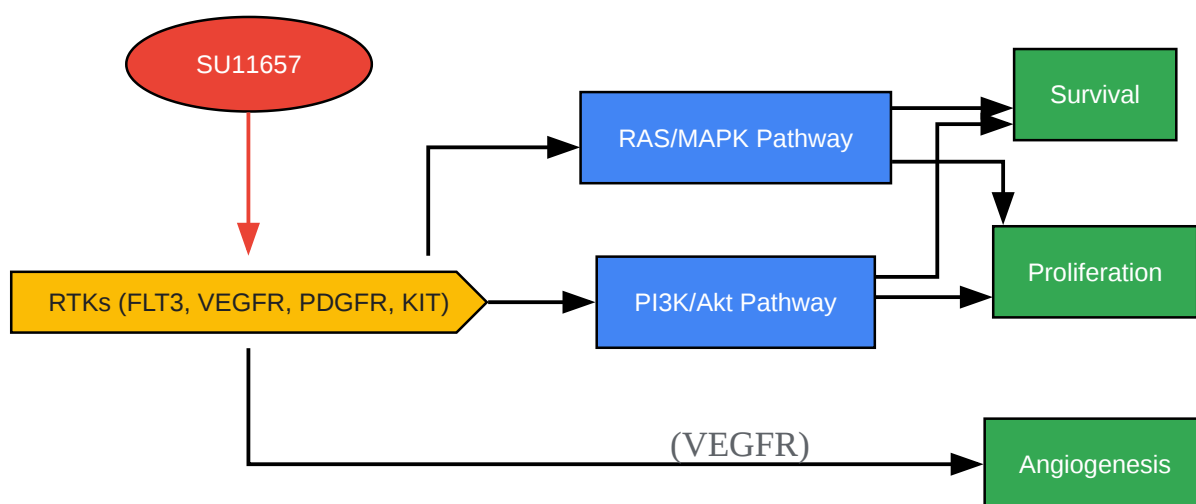 SU11657
RAS/MAPK Pathway
Survival
RTKs (FLT3, VEGFR, PDGFR, KIT)
PI3K/Akt Pathway
Proliferation
(VEGFR)
Angiogenesis